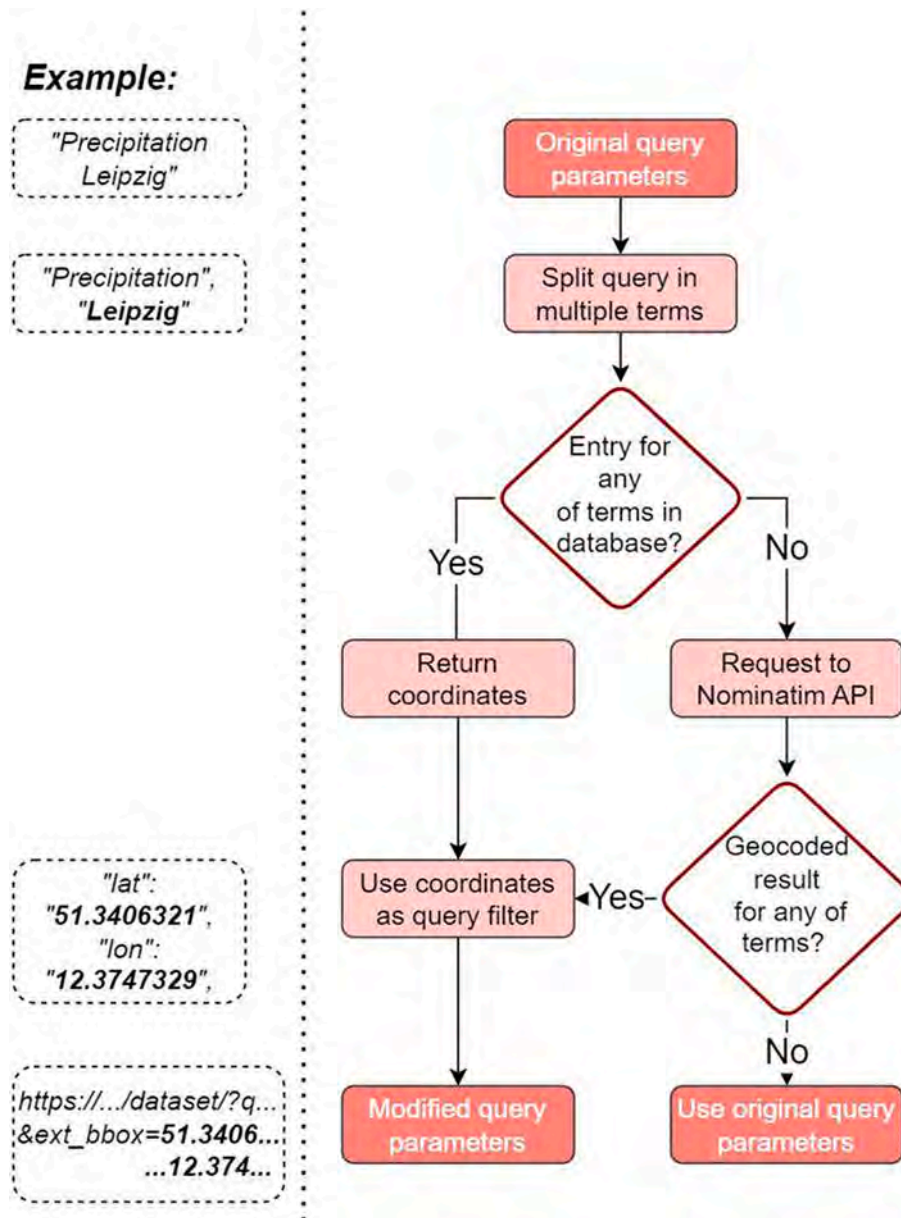 Example:
"Precipitation
Leipzig"
"Precipitation",
"Leipzig"
"lat":
"51.3406321",
"lon":
"12.3747329",
https://.../dataset/?q...
&ext_bbox=51.3406...
...12.374...
Original query
parameters
Split query in
multiple terms
Entry for
any
of terms in
database?
Yes
No
Return
coordinates
Request to
Nominatim API
Use coordinates
as query filter
Yes
Geocoded
result
for any of
terms?
No
Modified query
parameters
Use original query
parameters